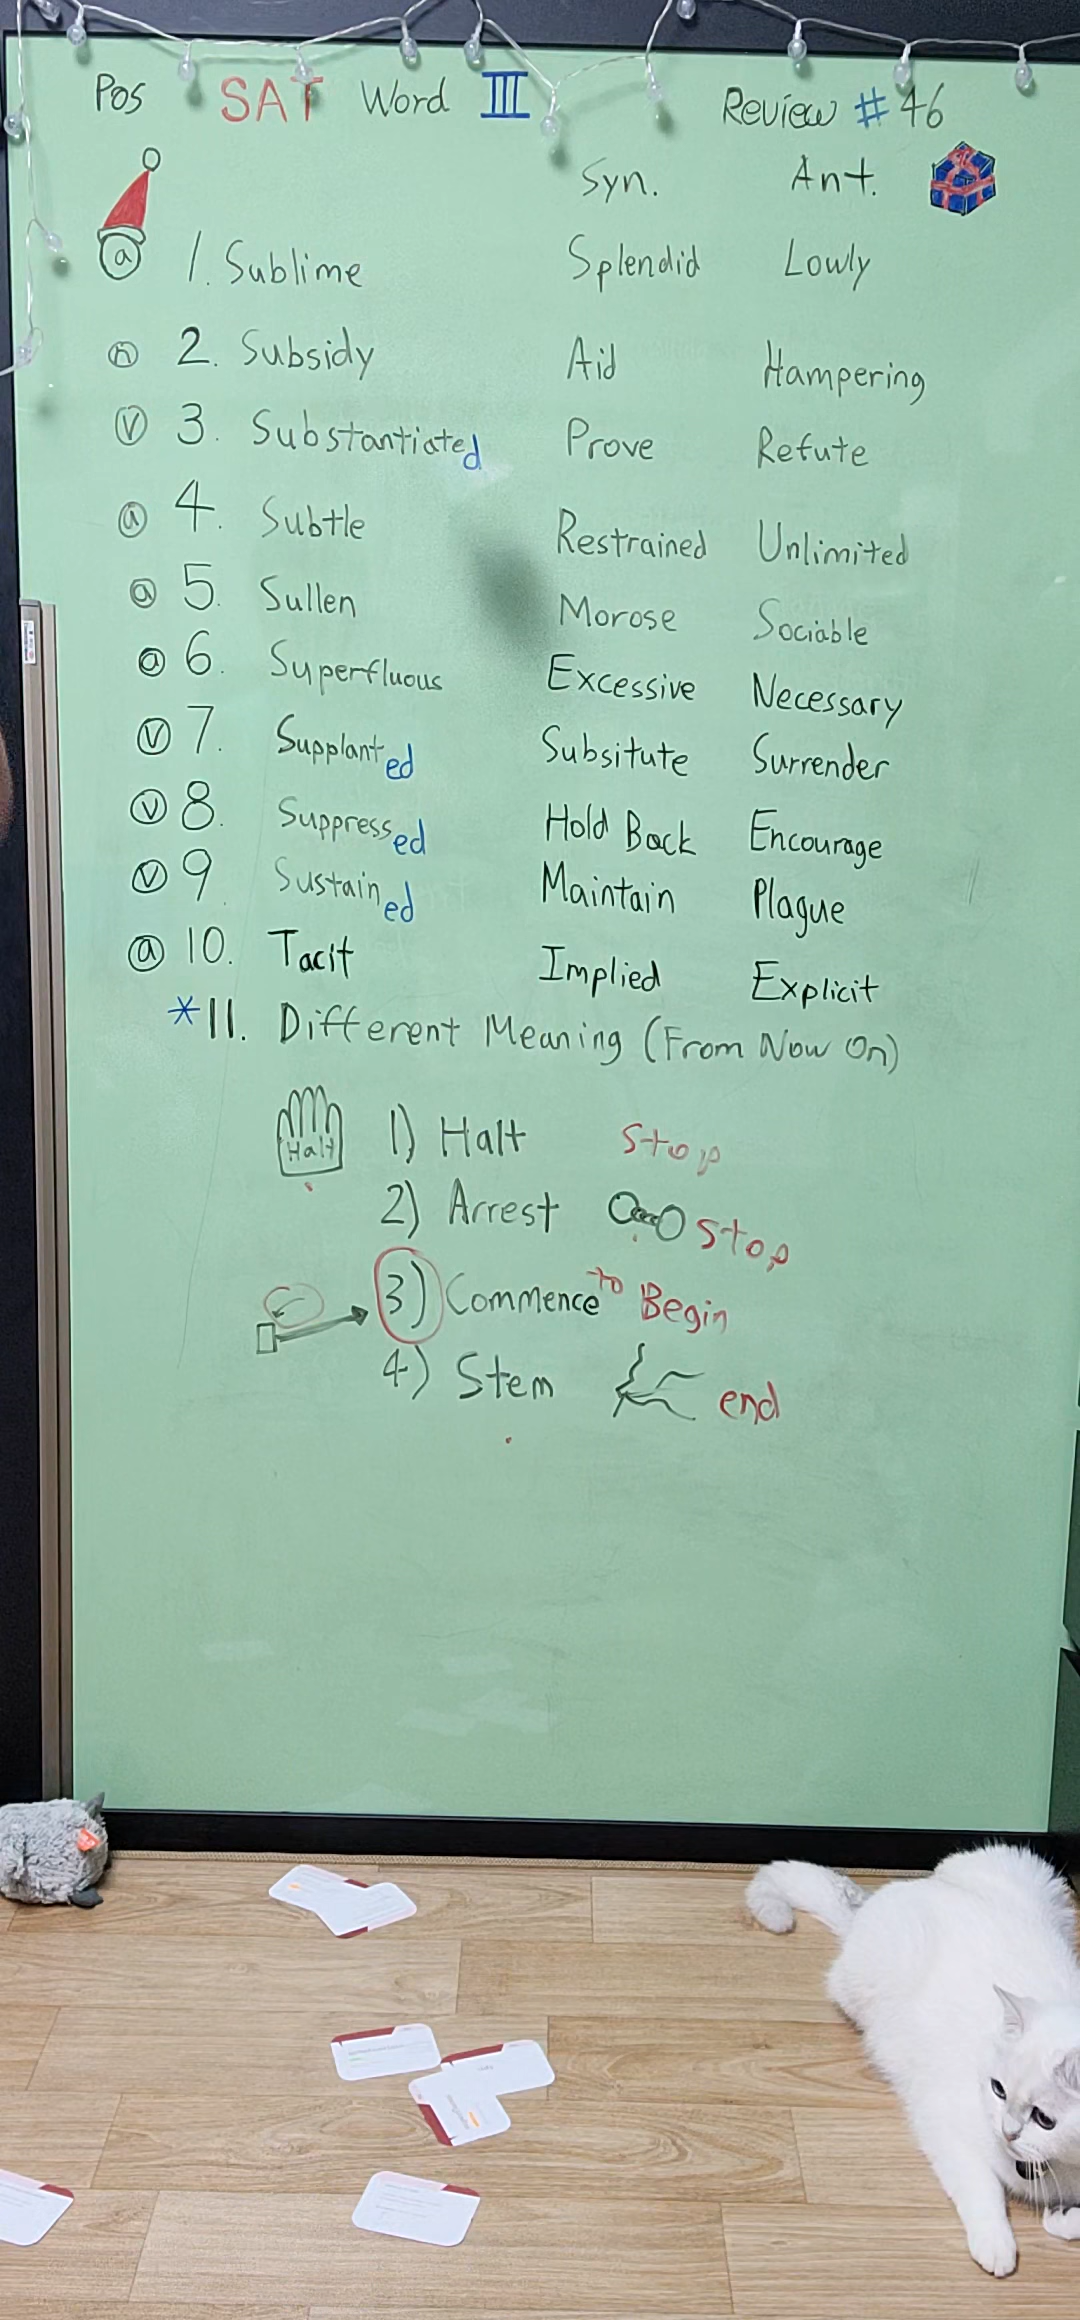 Pos SAT Word III Review #46
Syn. Ant.
a 1. Sublime Splendid Lowly
n 2. Subsidy Aid Hampering
v 3. Substantiated Prove Refute
a 4. Subtle Restrained Unlimited
a 5. Sullen Morose Sociable
a 6. Superfluous Excessive Necessary
v 7. Supplanted Subsitute Surrender
v 8. Suppressed Hold Back Encourage
v 9. Sustained Maintain Plague
a 10. Tacit Implied Explicit
*11. Different Meaning (From Now On)
Halt 1) Halt Stop
2) Arrest Stop
3) Commence to Begin
4) Stem end